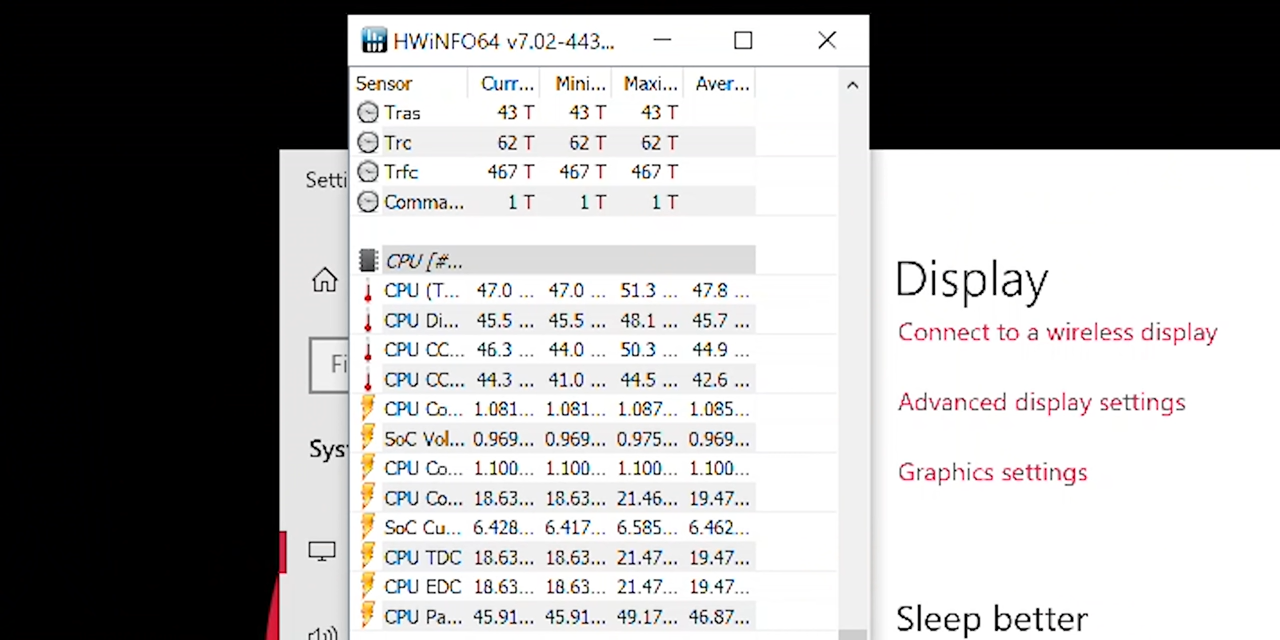 HWiNFO64 v7.02-443...
Sensor Curr... Mini... Maxi... Aver...
Tras 43 T 43 T 43 T
Trc 62 T 62 T 62 T
Trfc 467 T 467 T 467 T
Comma... 1 T 1 T 1 T
CPU [#...
CPU (T... 47.0 ... 47.0 ... 51.3 ... 47.8 ...
CPU Di... 45.5 ... 45.5 ... 48.1 ... 45.7 ...
CPU CC... 46.3 ... 44.0 ... 50.3 ... 44.9 ...
CPU CC... 44.3 ... 41.0 ... 44.5 ... 42.6 ...
CPU Co... 1.081... 1.081... 1.087... 1.085...
SoC Vol... 0.969... 0.969... 0.975... 0.969...
CPU Co... 1.100... 1.100... 1.100... 1.100...
CPU Co... 18.63... 18.63... 21.46... 19.47...
SoC Cu... 6.428... 6.417... 6.585... 6.462...
CPU TDC 18.63... 18.63... 21.47... 19.47...
CPU EDC 18.63... 18.63... 21.47... 19.47...
CPU Pa... 45.91... 45.91... 49.17... 46.87...
Setti
Fi
Sys
Display
Connect to a wireless display
Advanced display settings
Graphics settings
Sleep better